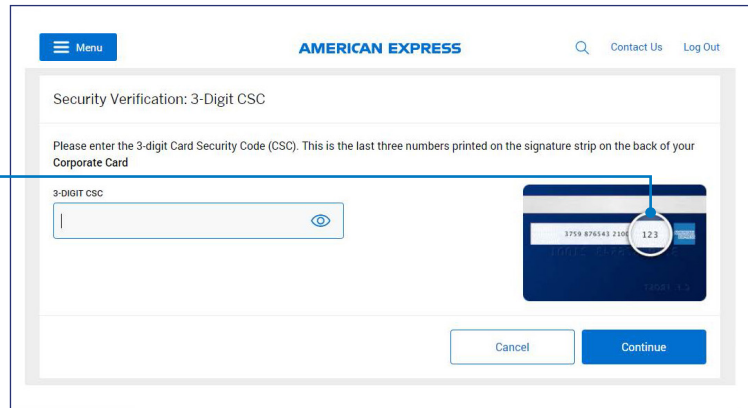 Menu
AMERICAN EXPRESS
Contact Us
Log Out
Security Verification: 3-Digit CSC
Please enter the 3-digit Card Security Code (CSC). This is the last three numbers printed on the signature strip on the back of your
Corporate Card
3-DIGIT CSC
3759 876543 2100 123
Cancel
Continue